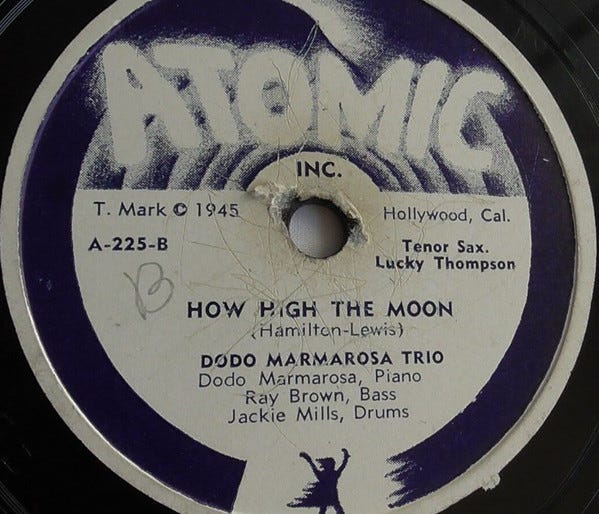 ATOMIC
INC.
T. Mark © 1945
Hollywood, Cal.
A-225-B
Tenor Sax.
Lucky Thompson
B
HOW HIGH THE MOON
(Hamilton-Lewis)
DODO MARMAROSA TRIO
Dodo Marmarosa, Piano
Ray Brown, Bass
Jackie Mills, Drums